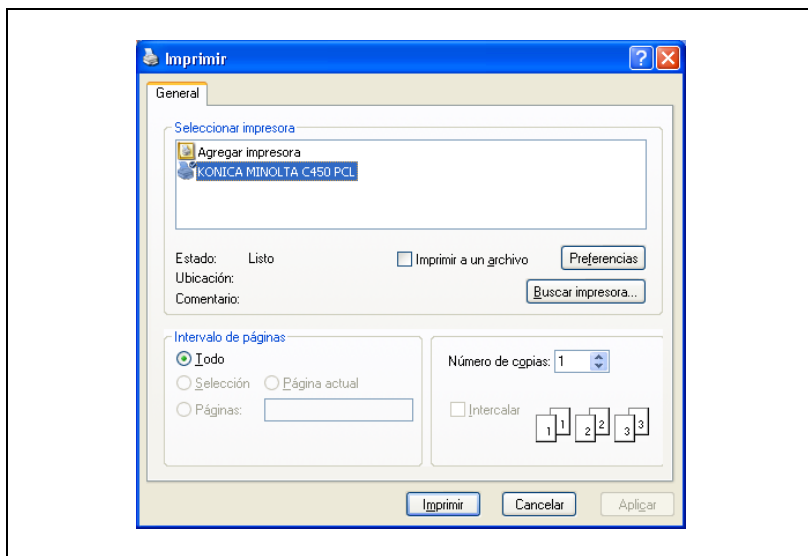 Imprimir
General
Seleccionar impresora
Agregar impresora
KONICA MINOLTA C450 PCL
Estado: Listo
Imprimir a un archivo
Preferencias
Ubicación:
Comentario:
Buscar impresora...
Intervalo de páginas
Todo
Selección Página actual
Páginas:
Número de copias: 1
Intercalar
1 1 2 2 3 3
Imprimir Cancelar Aplicar